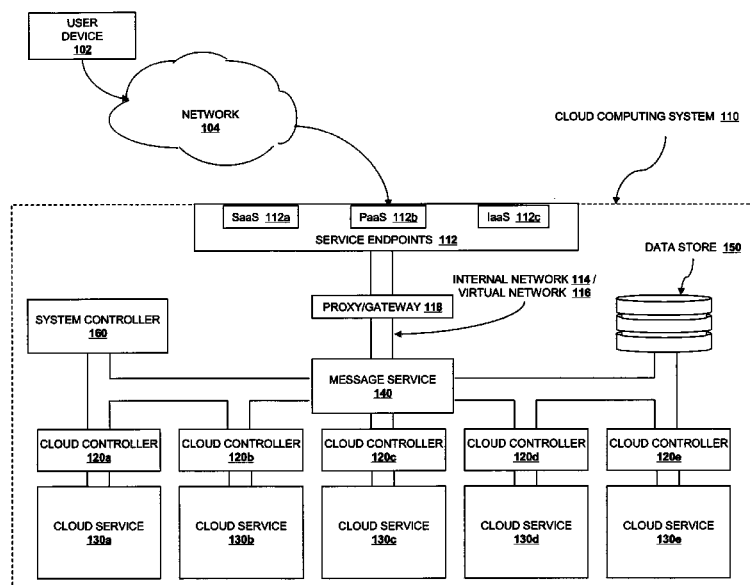 USER
DEVICE
102
NETWORK
104
CLOUD COMPUTING SYSTEM 110
SaaS 112a
PaaS 112b
IaaS 112c
SERVICE ENDPOINTS 112
DATA STORE 150
INTERNAL NETWORK 114 /
VIRTUAL NETWORK 116
PROXY/GATEWAY 118
SYSTEM CONTROLLER
160
MESSAGE SERVICE
140
CLOUD CONTROLLER
120a
CLOUD CONTROLLER
120b
CLOUD CONTROLLER
120c
CLOUD CONTROLLER
120d
CLOUD CONTROLLER
120e
CLOUD SERVICE
130a
CLOUD SERVICE
130b
CLOUD SERVICE
130c
CLOUD SERVICE
130d
CLOUD SERVICE
130e